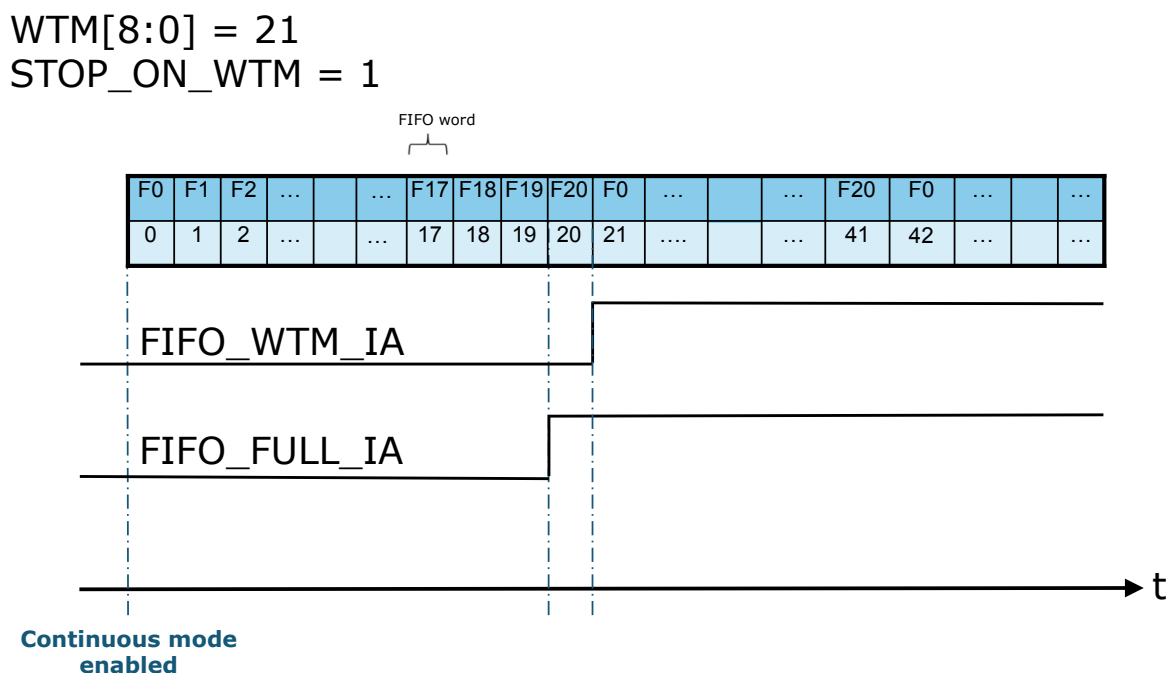 WTM[8:0] = 21
STOP_ON_WTM = 1
FIFO word
F0 F1 F2 … … F17 F18 F19 F20 F0 … … F20 F0 … …
0 1 2 … … 17 18 19 20 21 …. … 41 42 … …
FIFO_WTM_IA
FIFO_FULL_IA
t
Continuous mode
enabled